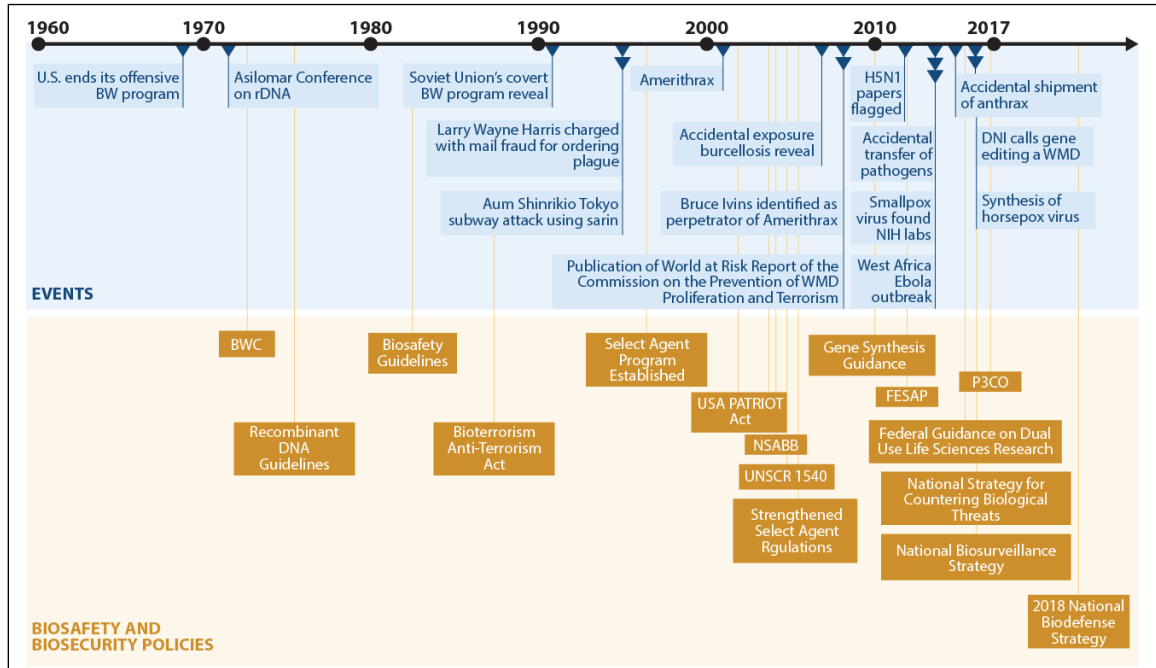 1960
1970
1980
1990
2000
2010
2017
U.S. ends its offensive
BW program
Asilomar Conference
on rDNA
Soviet Union's covert
BW program reveal
Amerithrax
H5N1
papers
flagged
Accidental shipment
of anthrax
Larry Wayne Harris charged
with mail fraud for ordering
plague
Accidental exposure
burcellosis reveal
Accidental
transfer of
pathogens
DNI calls gene
editing a WMD
Aum Shinrikio Tokyo
subway attack using sarin
Bruce Ivins identified as
perpetrator of Amerithrax
Smallpox
virus found
NIH labs
Synthesis of
horsepox virus
Publication of World at Risk Report of the
Commission on the Prevention of WMD
Proliferation and Terrorism
West Africa
Ebola
outbreak
EVENTS
BWC
Biosafety
Guidelines
Select Agent
Program
Established
Gene Synthesis
Guidance
P3CO
FESAP
USA PATRIOT
Act
Recombinant
DNA
Guidelines
Bioterrorism
Anti-Terrorism
Act
NSABB
Federal Guidance on Dual
Use Life Sciences Research
UNSCR 1540
National Strategy for
Countering Biological
Threats
Strengthened
Select Agent
Rgulations
National Biosurveillance
Strategy
2018 National
Biodefense
Strategy
BIOSAFETY AND
BIOSECURITY POLICIES